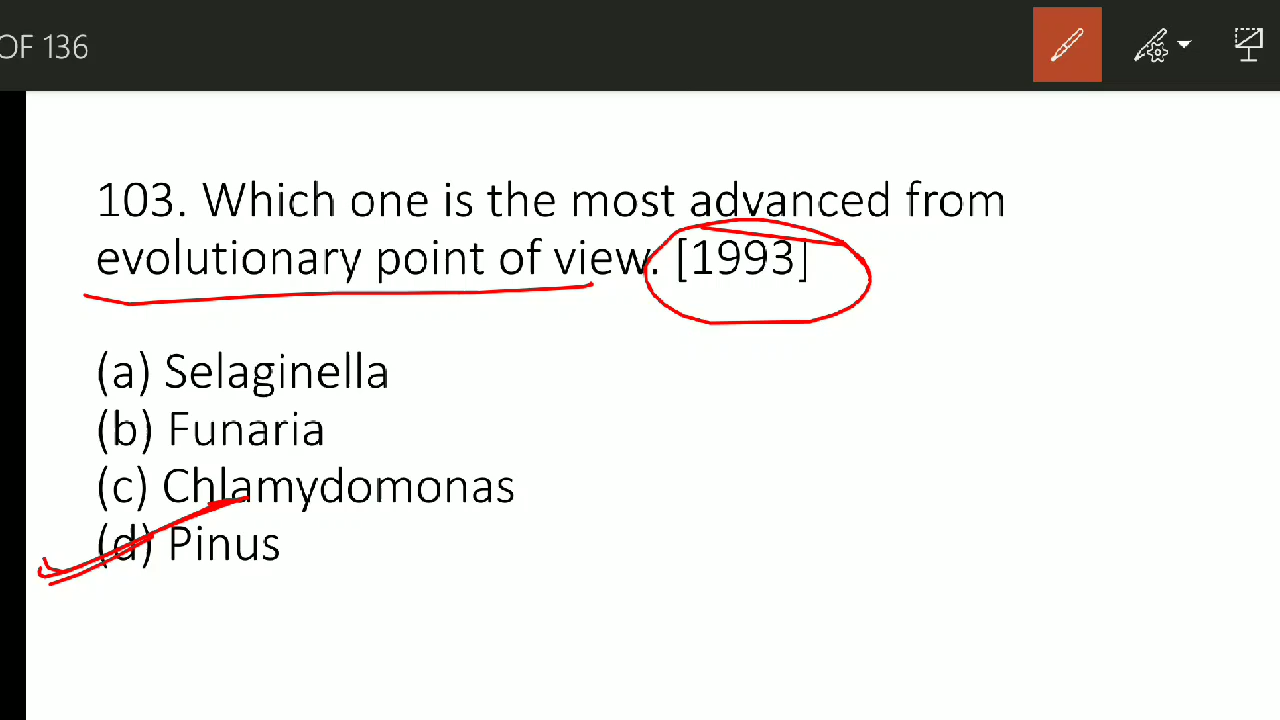 OF 136
103. Which one is the most advanced from
evolutionary point of view. [1993]
(a) Selaginella
(b) Funaria
(c) Chlamydomonas
(d) Pinus